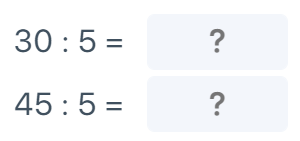 30 : 5 = ?
45 : 5 = ?